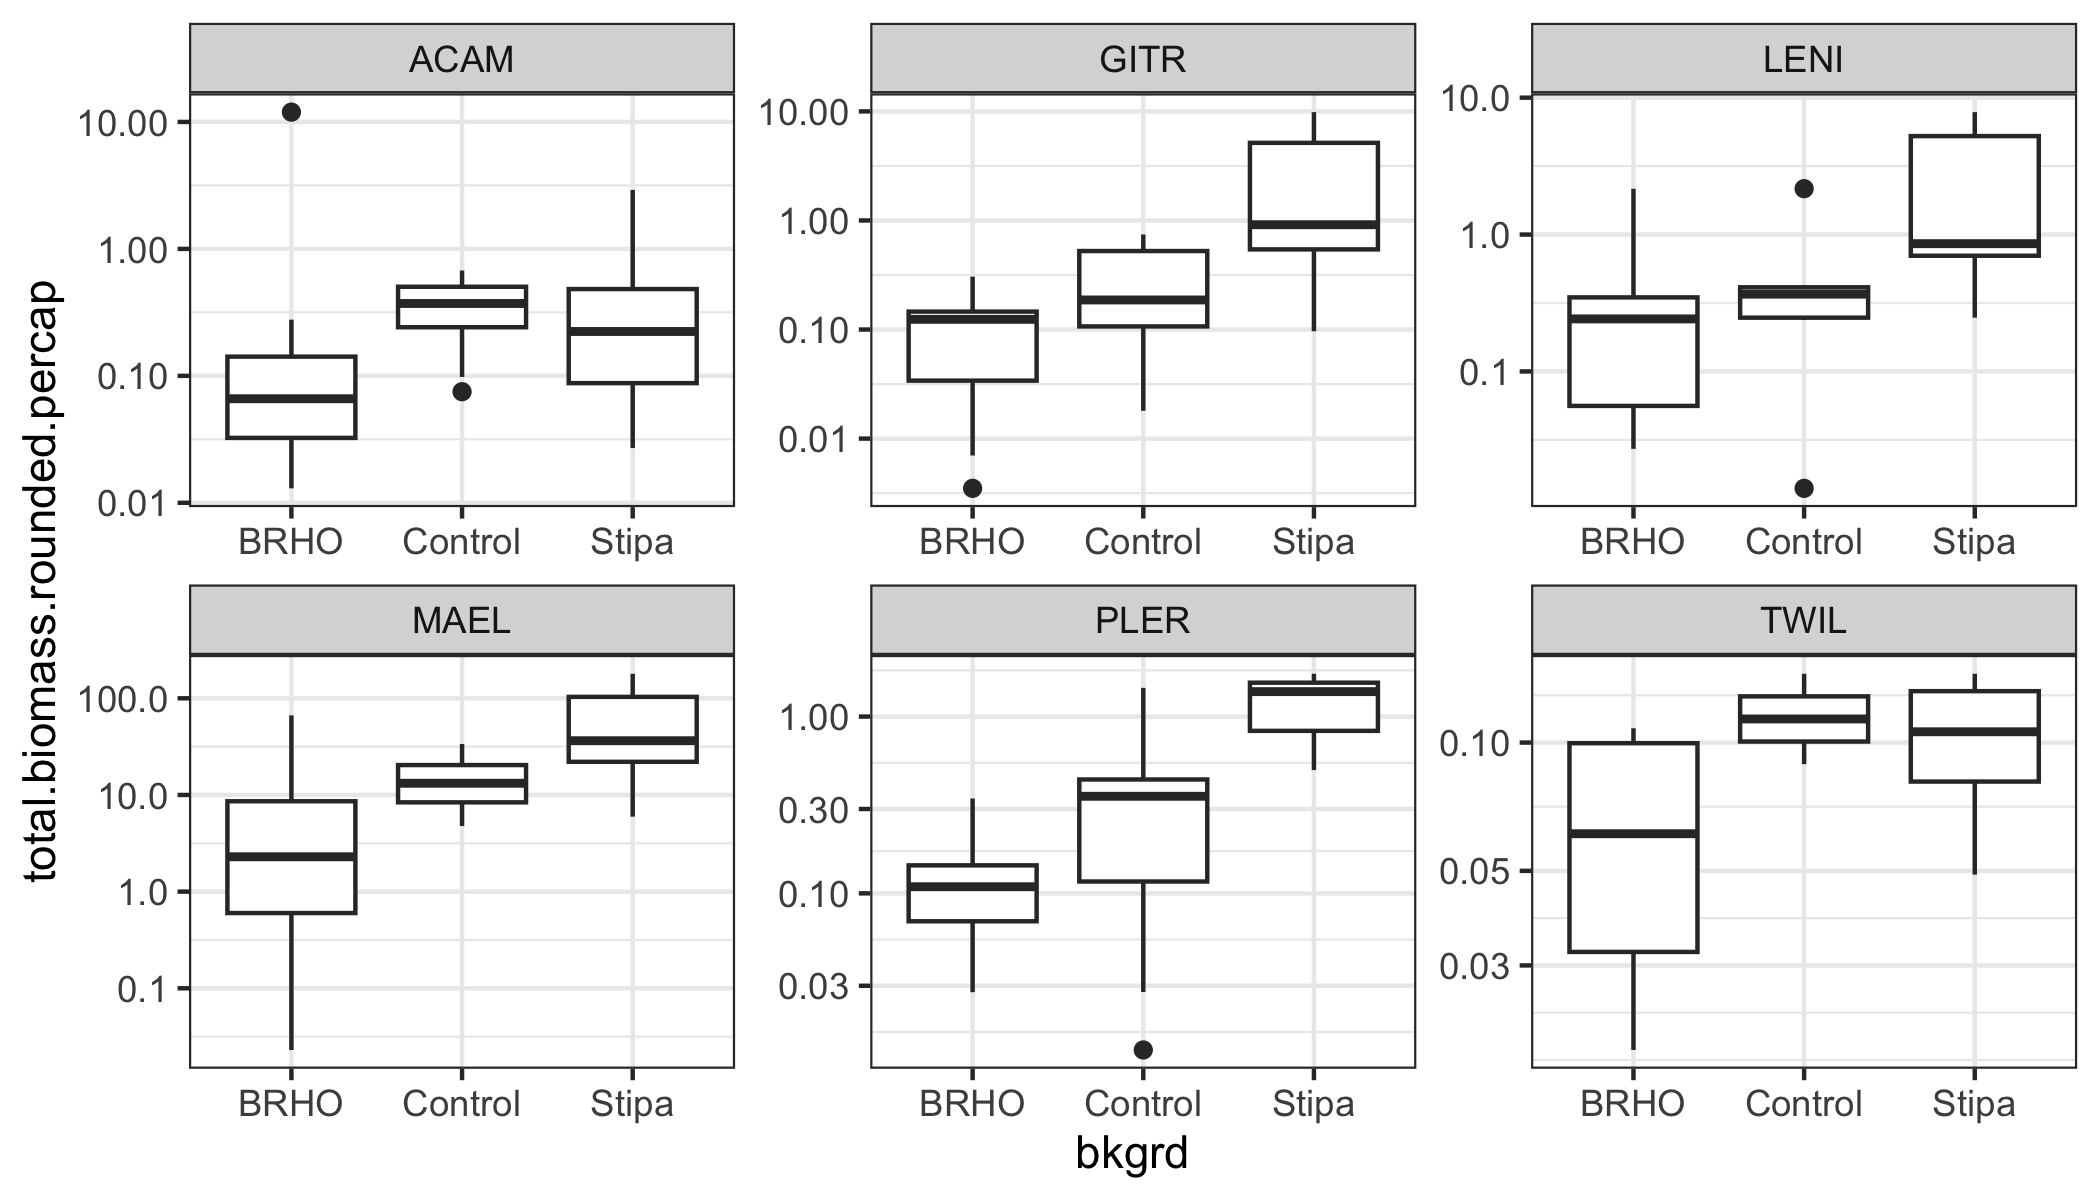 total.biomass.rounded.percap
ACAM
10.00
1.00
0.10
0.01
BRHO Control Stipa
GITR
10.00
1.00
0.10
0.01
BRHO Control Stipa
LENI
10.0
1.0
0.1
BRHO Control Stipa
MAEL
100.0
10.0
1.0
0.1
BRHO Control Stipa
PLER
1.00
0.30
0.10
0.03
BRHO Control Stipa
TWIL
0.10
0.05
0.03
BRHO Control Stipa
bkgrd